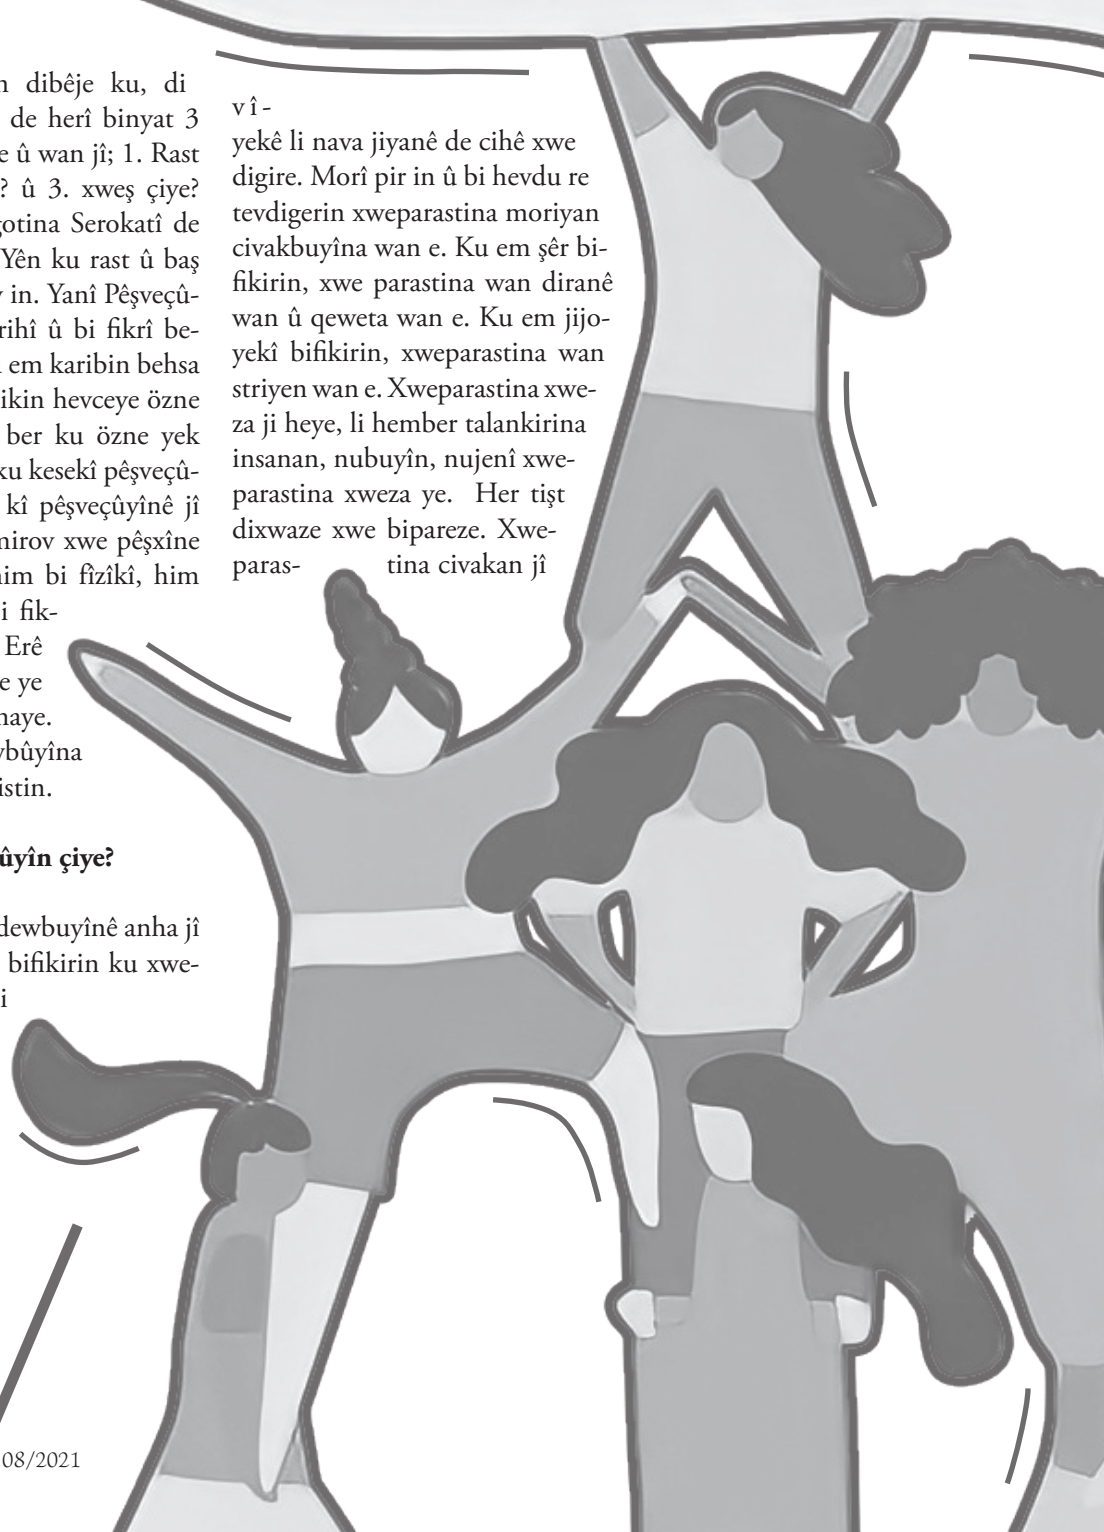 dibêje ku, di
de herî binyat 3
e û wan jî; 1. Rast
? û 3. xweş çiye?
gotina Serokatî de
Yên ku rast û baş
in. Yanî Pêşveçû-
rihî û bi fikrî be-
em karibin behsa
ikin hevceye özne
ber ku özne yek
ku kesekî pêşveçû-
kî pêşveçûyînê jî
mirov xwe pêşxîne
him bi fîzîkî, him
i fik-
Erê
e ye
naye.
ybûyîna
istin.
ûyîn çiye?
dewbuyînê anha jî
bifikirin ku xwe-
i
08/2021
vî-
yekê li nava jiyanê de cihê xwe
digire. Morî pir in û bi hevdu re
tevdigerin xweparastina moriyan
civakbuyîna wan e. Ku em şêr bi-
fikirin, xwe parastina wan diranê
wan û qeweta wan e. Ku em jijo-
yekî bifikirin, xweparastina wan
striyen wan e. Xweparastina xwe-
za ji heye, li hember talankirina
insanan, nubuyîn, nujenî xwe-
parastina xweza ye. Her tişt
dixwaze xwe bipareze. Xwe-
paras- tina civakan jî